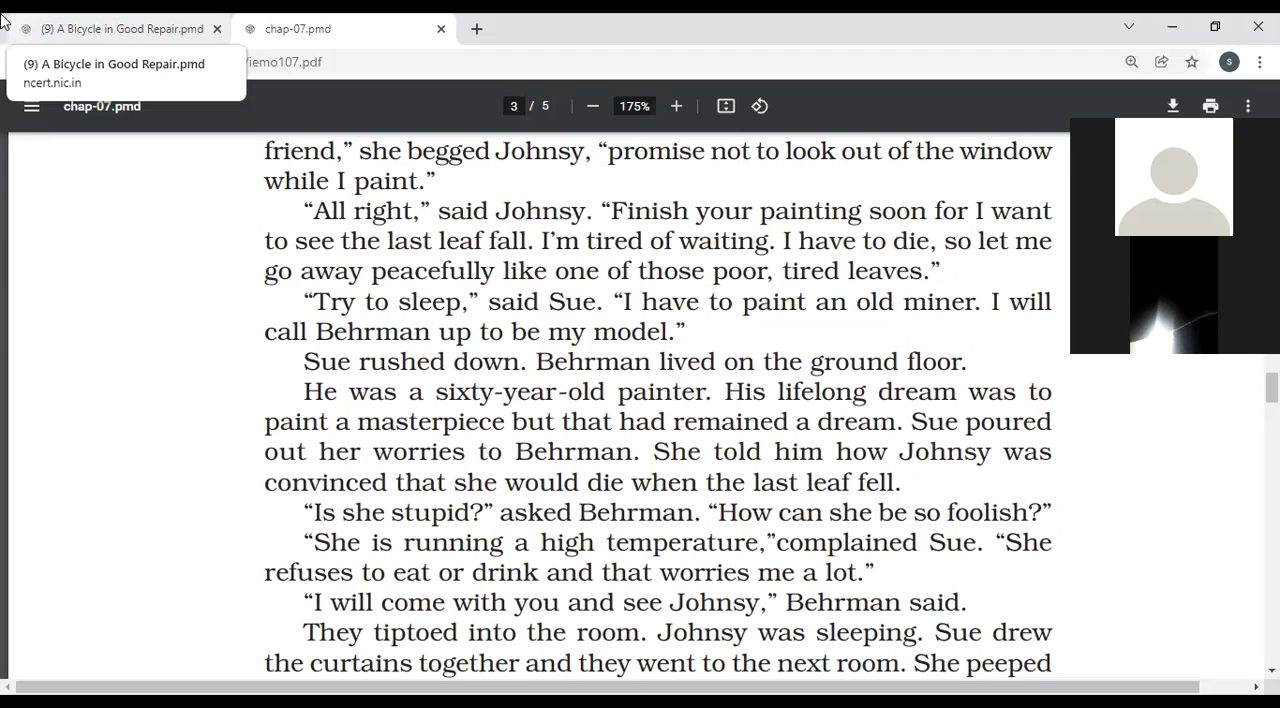 (9) A Bicycle in Good Repair.pmd
chap-07.pmd
(9) A Bicycle in Good Repair.pmd
ncert.nic.in
iemo107.pdf
S
chap-07.pmd
3 / 5
175%
friend,” she begged Johnsy, “promise not to look out of the window
while I paint.”
“All right,” said Johnsy. “Finish your painting soon for I want
to see the last leaf fall. I’m tired of waiting. I have to die, so let me
go away peacefully like one of those poor, tired leaves.”
“Try to sleep,” said Sue. “I have to paint an old miner. I will
call Behrman up to be my model.”
Sue rushed down. Behrman lived on the ground floor.
He was a sixty-year-old painter. His lifelong dream was to
paint a masterpiece but that had remained a dream. Sue poured
out her worries to Behrman. She told him how Johnsy was
convinced that she would die when the last leaf fell.
“Is she stupid?” asked Behrman. “How can she be so foolish?”
“She is running a high temperature,”complained Sue. “She
refuses to eat or drink and that worries me a lot.”
“I will come with you and see Johnsy,” Behrman said.
They tiptoed into the room. Johnsy was sleeping. Sue drew
the curtains together and they went to the next room. She peeped